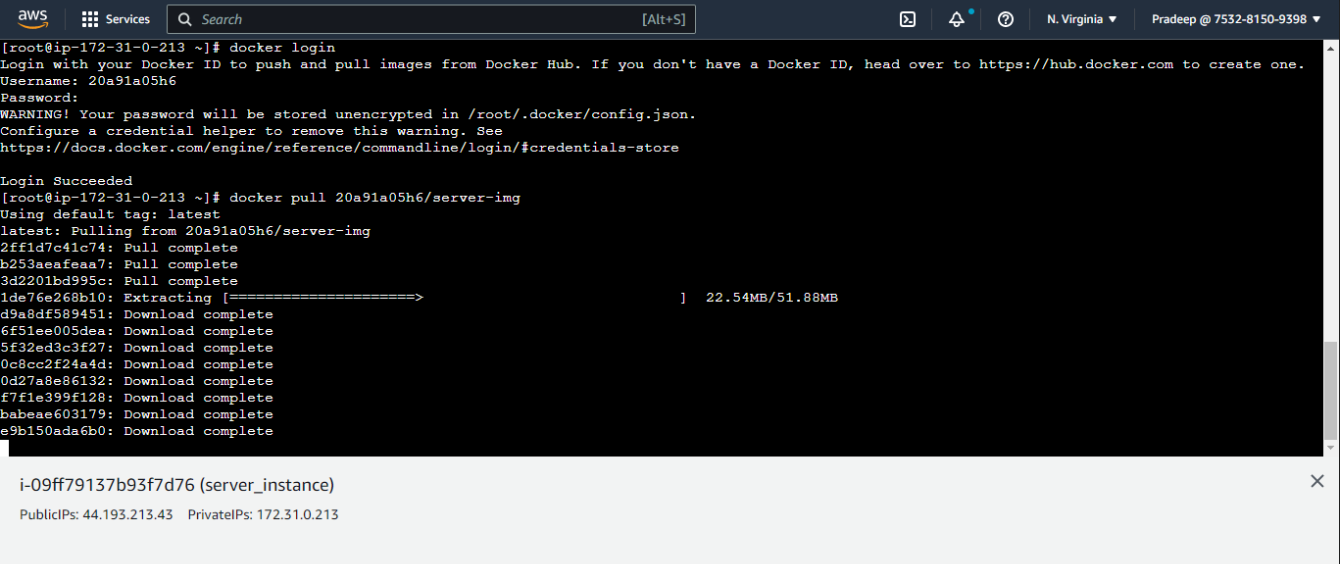 aws Services Search [Alt+S] N. Virginia Pradeep @ 7532-8150-9398
[root@ip-172-31-0-213 ~]# docker login
Login with your Docker ID to push and pull images from Docker Hub. If you don't have a Docker ID, head over to https://hub.docker.com to create one.
Username: 20a91a05h6
Password:
WARNING! Your password will be stored unencrypted in /root/.docker/config.json.
Configure a credential helper to remove this warning. See
https://docs.docker.com/engine/reference/commandline/login/#credentials-store
Login Succeeded
[root@ip-172-31-0-213 ~]# docker pull 20a91a05h6/server-img
Using default tag: latest
latest: Pulling from 20a91a05h6/server-img
2ff1d7c41c74: Pull complete
b253aeafeaa7: Pull complete
3d2201bd995c: Pull complete
1de76e268b10: Extracting [=====================>                             ]  22.54MB/51.88MB
d9a8df589451: Download complete
6f51ee005dea: Download complete
5f32ed3c3f27: Download complete
0c8cc2f24a4d: Download complete
0d27a8e86132: Download complete
f7f1e399f128: Download complete
babeae603179: Download complete
e9b150ada6b0: Download complete
i-09ff79137b93f7d76 (server_instance)
PublicIPs: 44.193.213.43 PrivateIPs: 172.31.0.213